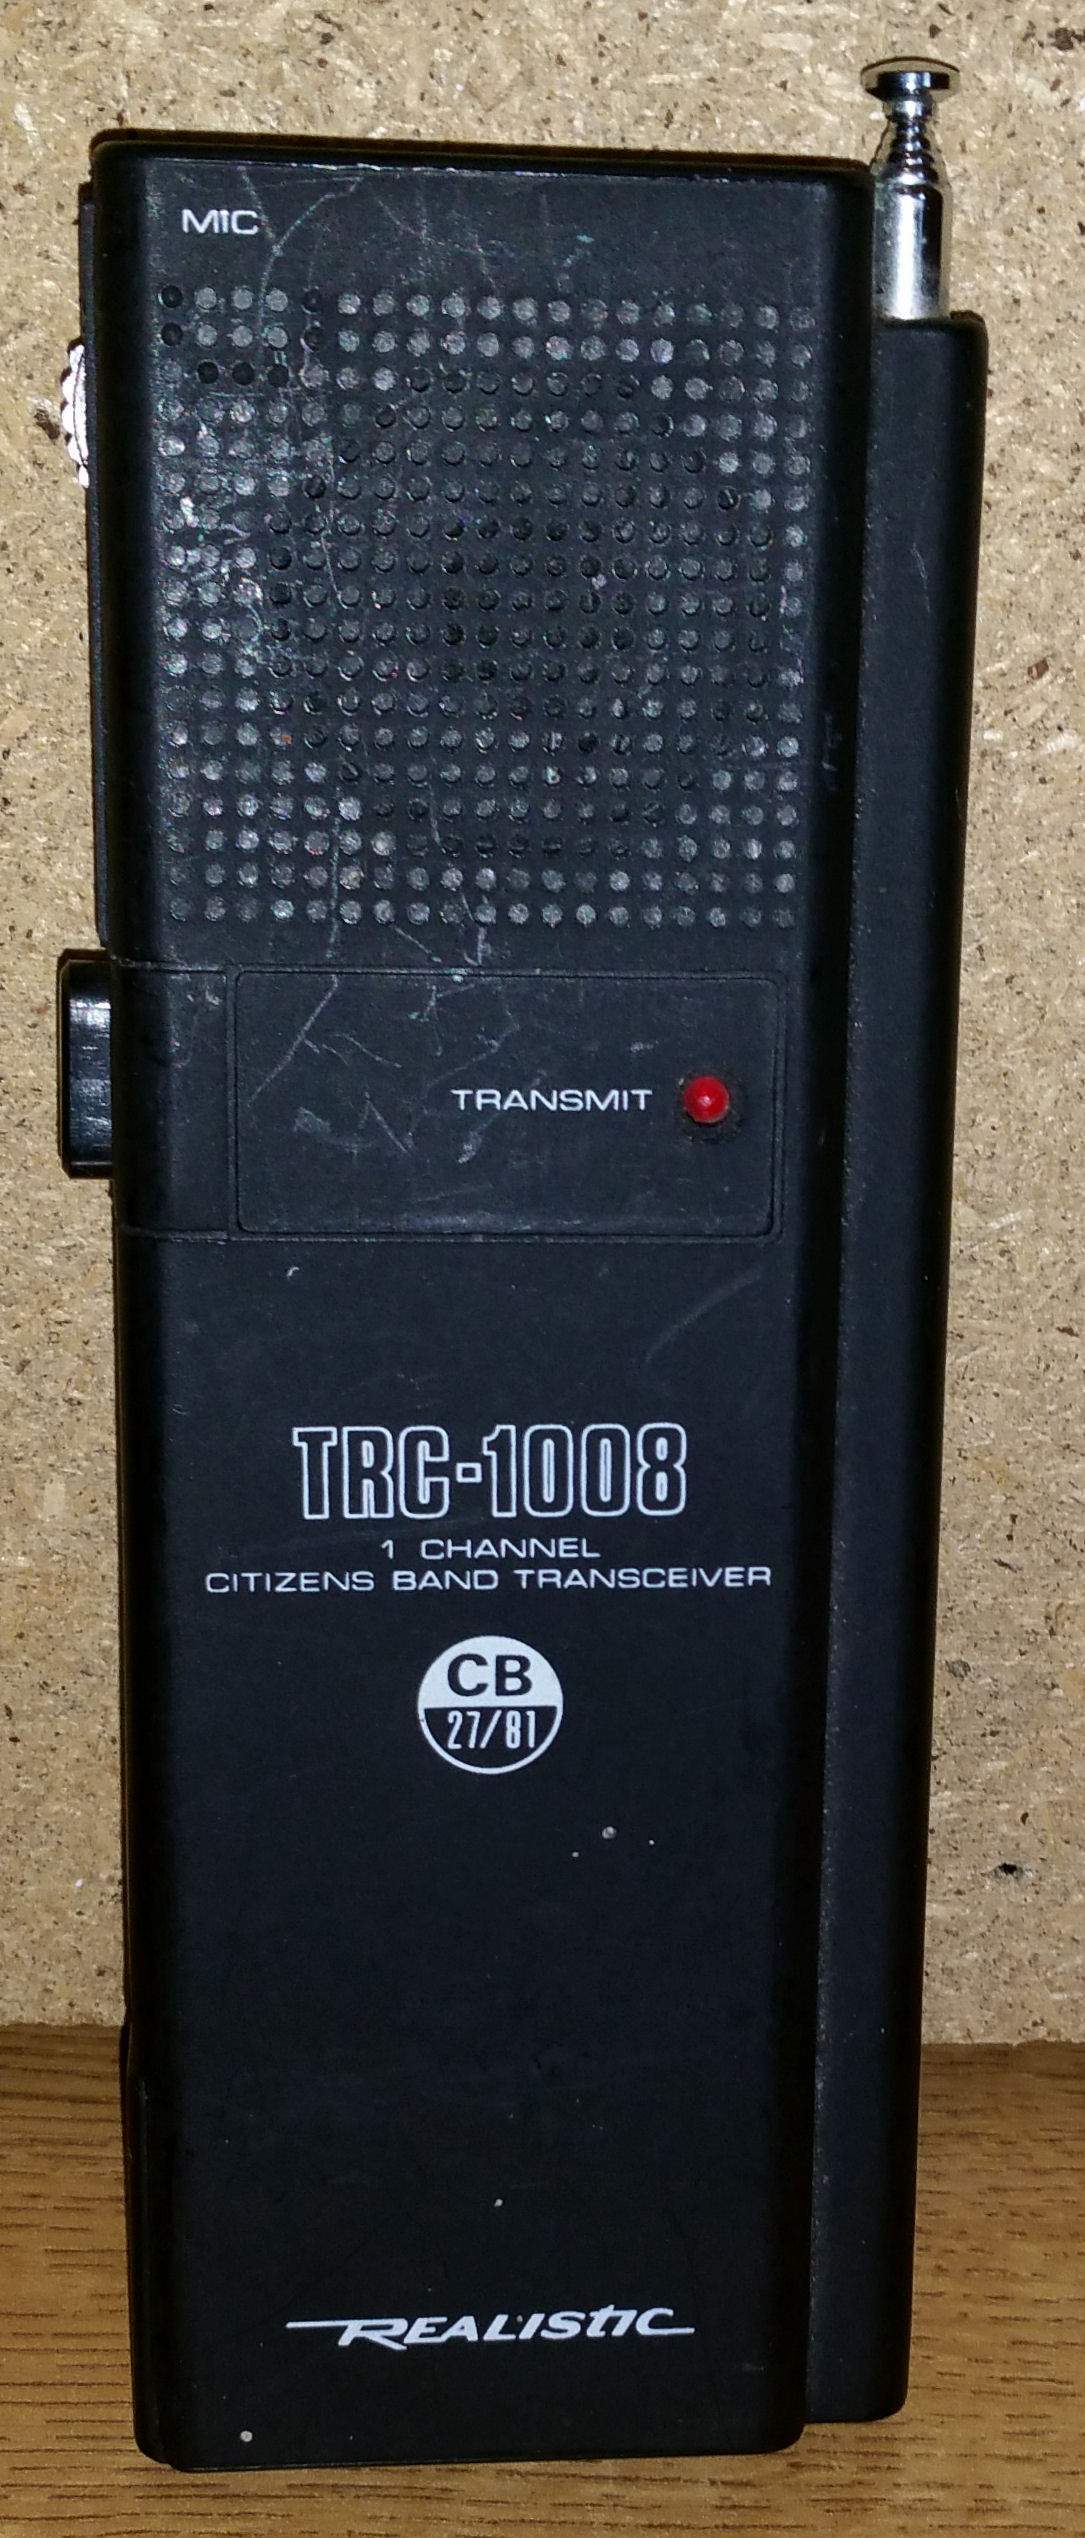 MIC
TRANSMIT
TRC-1008
1 CHANNEL
CITIZENS BAND TRANSCEIVER
CB
27/81
REALISTIC